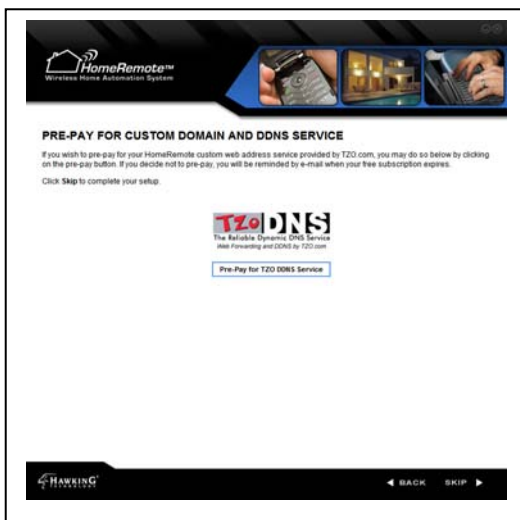 HomeRemote™
Wireless Home Automation System
PRE-PAY FOR CUSTOM DOMAIN AND DDNS SERVICE
If you wish to pre-pay for your HomeRemote custom web address service provided by TZO.com, you may do so below by clicking
on the pre-pay button. If you decide not to pre-pay, you will be reminded by e-mail when your free subscription expires.
Click Skip to complete your setup.
TZO DNS
The Reliable Dynamic DNS Service
Web Forwarding and DDNS by TZO.com
Pre-Pay for TZO DDNS Service
HAWKING
TECHNOLOGY
BACK SKIP